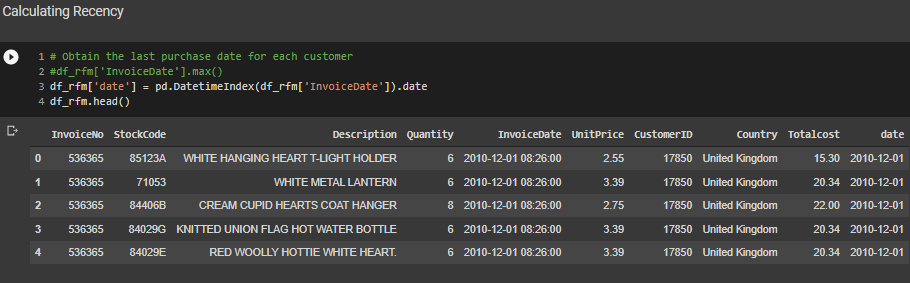 Calculating Recency
1 # Obtain the last purchase date for each customer
2 #df_rfm['InvoiceDate'].max()
3 df_rfm['date'] = pd.DatetimeIndex(df_rfm['InvoiceDate']).date
4 df_rfm.head()
InvoiceNo StockCode Description Quantity InvoiceDate UnitPrice CustomerID Country Totalcost date
0 536365 85123A WHITE HANGING HEART T-LIGHT HOLDER 6 2010-12-01 08:26:00 2.55 17850 United Kingdom 15.30 2010-12-01
1 536365 71053 WHITE METAL LANTERN 6 2010-12-01 08:26:00 3.39 17850 United Kingdom 20.34 2010-12-01
2 536365 84406B CREAM CUPID HEARTS COAT HANGER 8 2010-12-01 08:26:00 2.75 17850 United Kingdom 22.00 2010-12-01
3 536365 84029G KNITTED UNION FLAG HOT WATER BOTTLE 6 2010-12-01 08:26:00 3.39 17850 United Kingdom 20.34 2010-12-01
4 536365 84029E RED WOOLLY HOTTIE WHITE HEART. 6 2010-12-01 08:26:00 3.39 17850 United Kingdom 20.34 2010-12-01